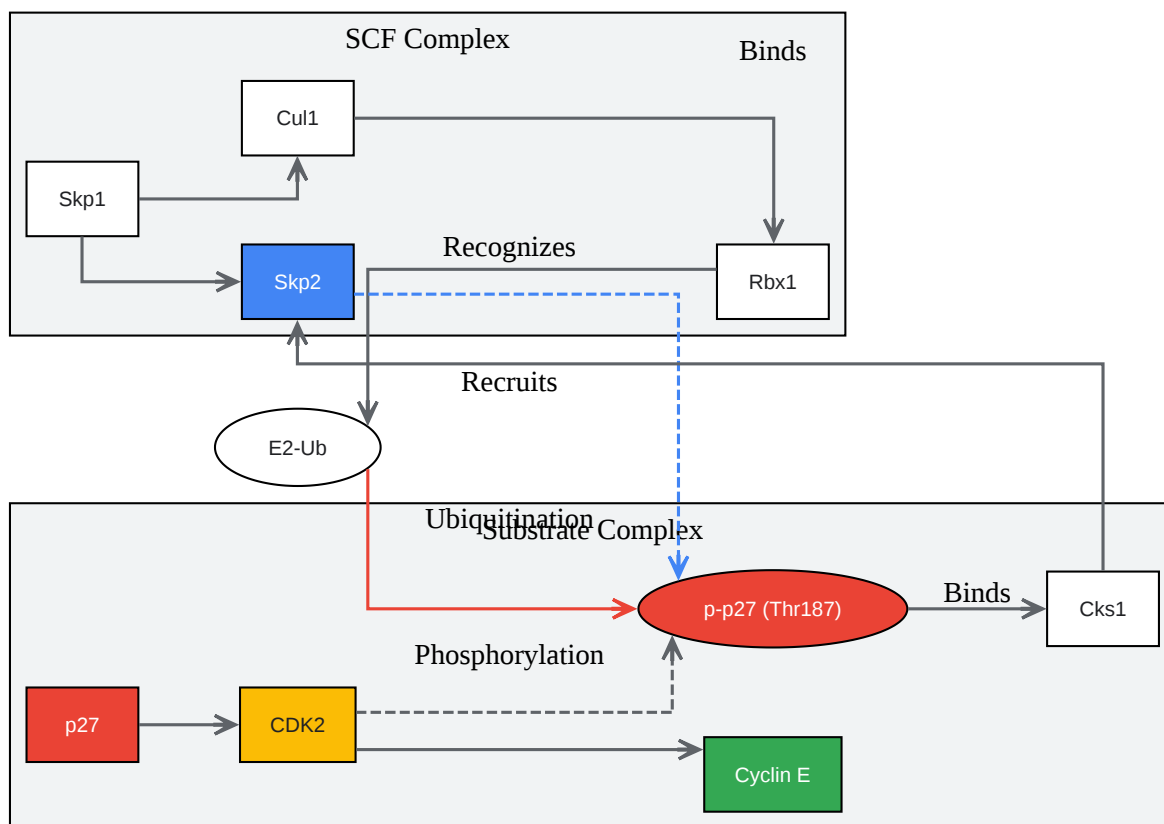 SCF Complex
Binds
Cul1
Skp1
Recognizes
Skp2
Rbx1
Recruits
E2-Ub
Ubiquitination
Substrate Complex
p-p27 (Thr187)
Binds
Cks1
Phosphorylation
p27
CDK2
Cyclin E